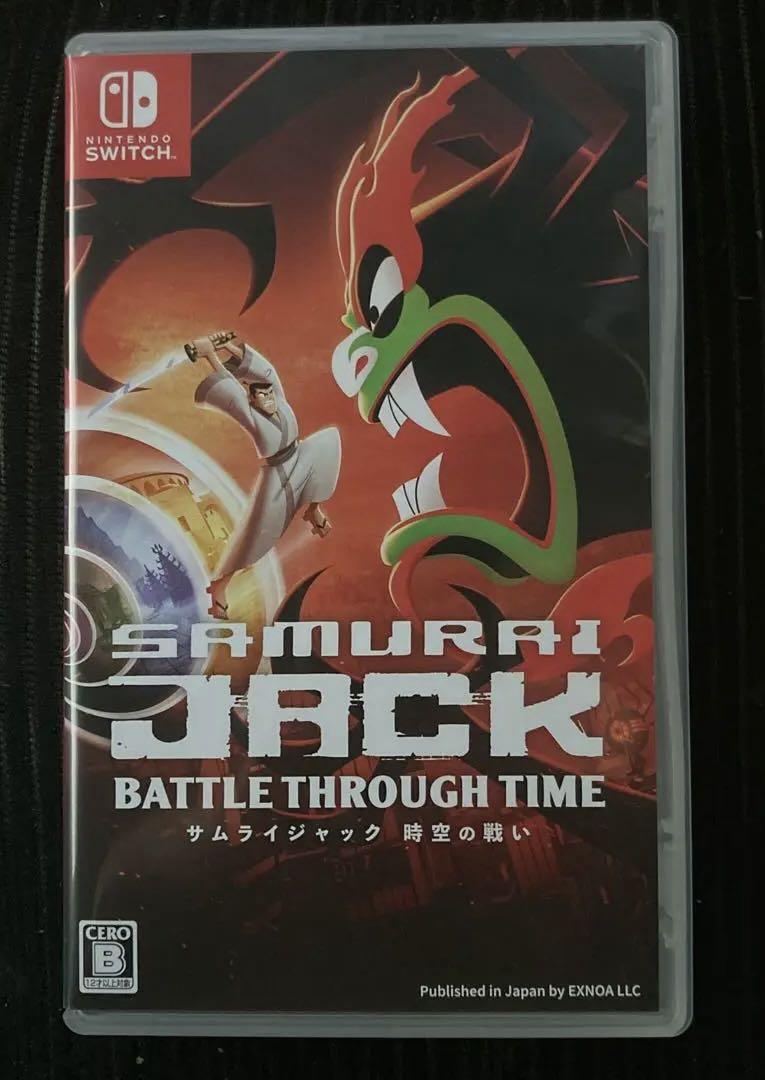 NINTENDO
SWITCH™
SAMURAI
JACK
BATTLE THROUGH TIME
サムライジャック 時空の戦い
CERO
B
12才以上対象
Published in Japan by EXNOA LLC